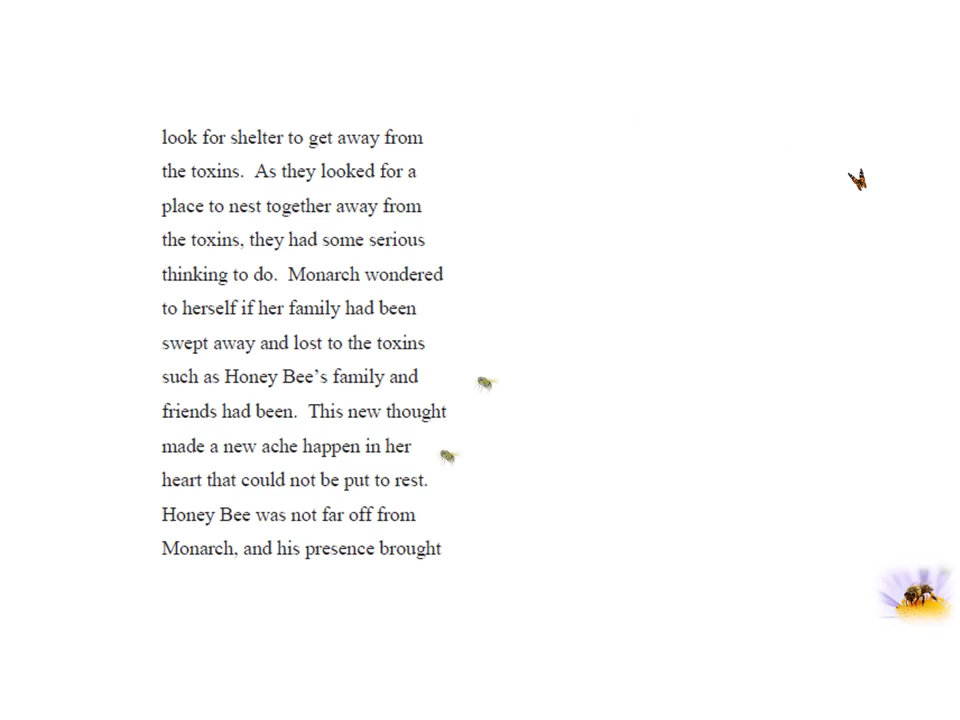 look for shelter to get away from
the toxins.  As they looked for a
place to nest together away from
the toxins, they had some serious
thinking to do.  Monarch wondered
to herself if her family had been
swept away and lost to the toxins
such as Honey Bee’s family and
friends had been.  This new thought
made a new ache happen in her
heart that could not be put to rest.
Honey Bee was not far off from
Monarch, and his presence brought